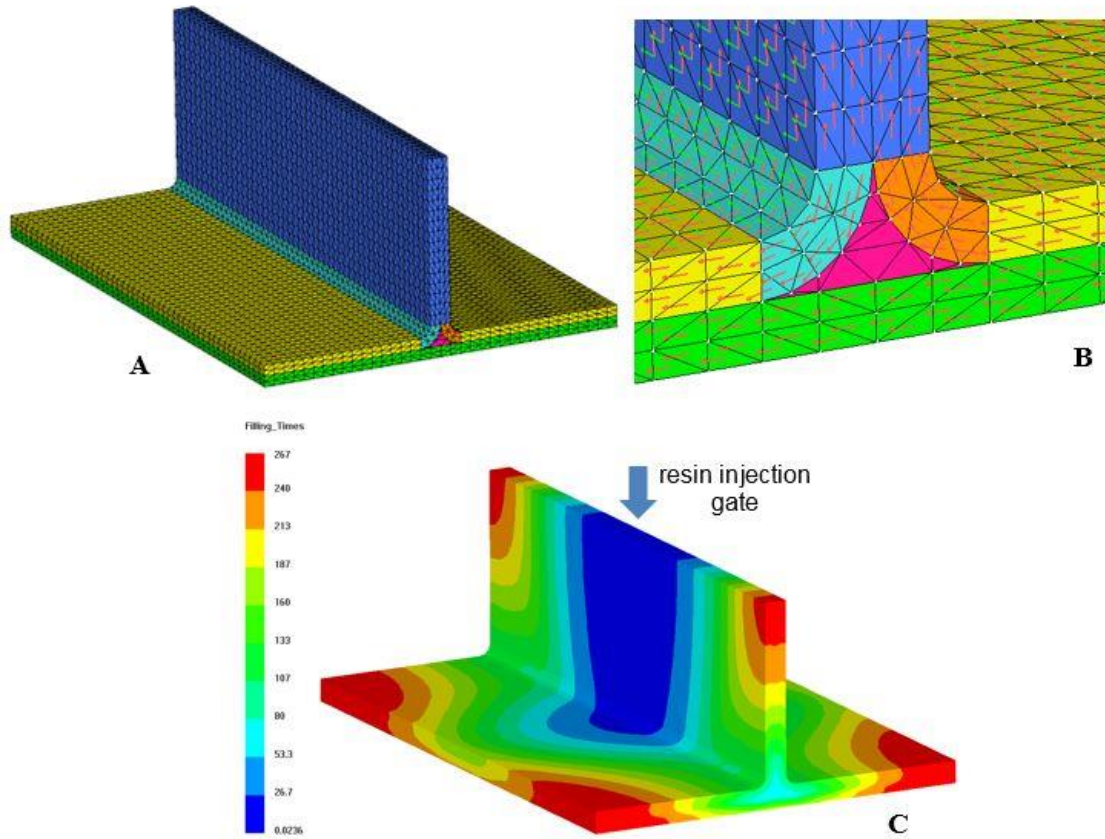 A
B
Filling_Times
267
240
213
187
160
133
107
80
53.3
26.7
0.0236
resin injection
gate
C